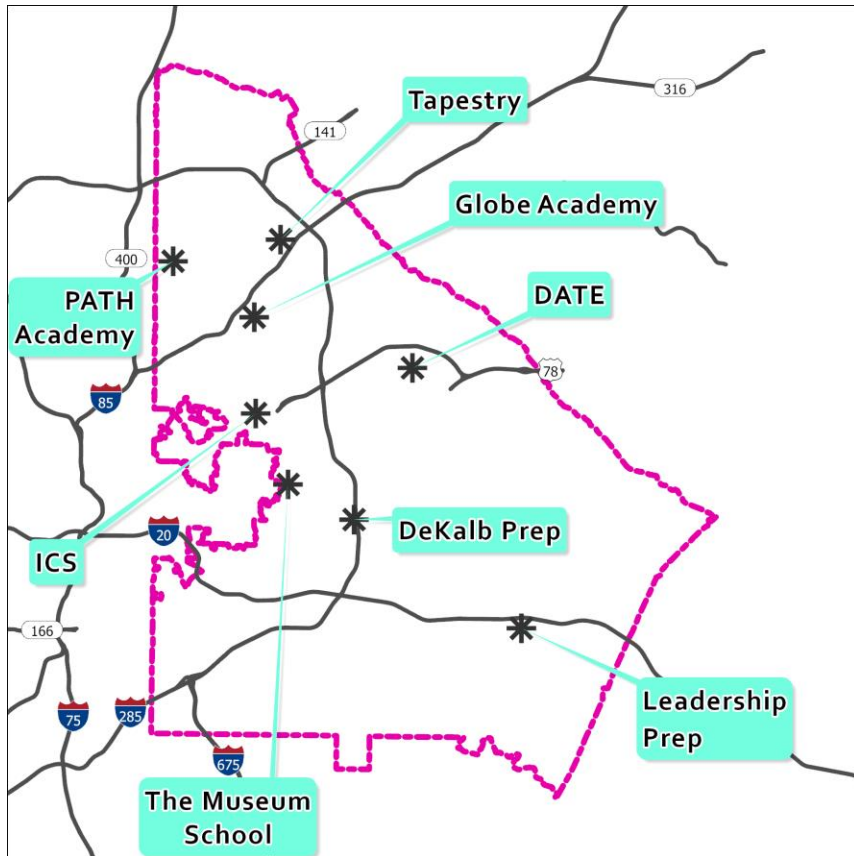 316
Tapestry
141
Globe Academy
400
PATH
Academy
DATE
78
85
ICS
20
DeKalb Prep
166
75
285
675
Leadership
Prep
The Museum
School